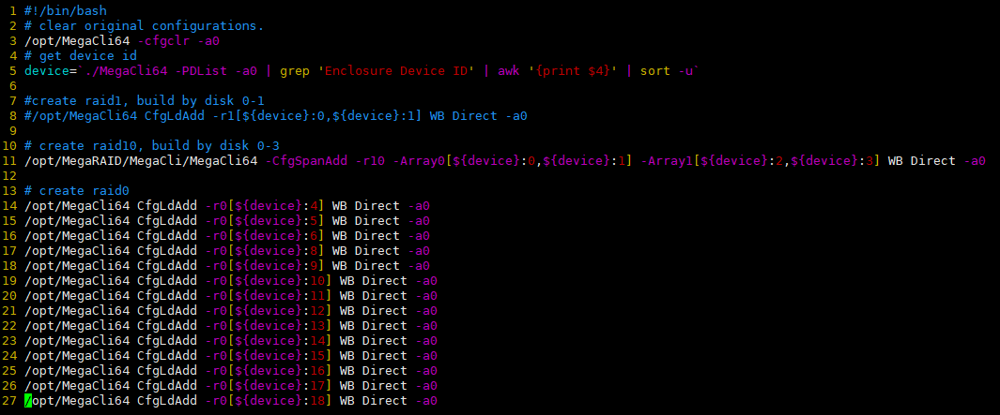 1 #!/bin/bash
2 # clear original configurations.
3 /opt/MegaCli64 -cfgclr -a0
4 # get device id
5 device=`./MegaCli64 -PDList -a0 | grep 'Enclosure Device ID' | awk '{print $4}' | sort -u`
6
7 #create raid1, build by disk 0-1
8 #/opt/MegaCli64 CfgLdAdd -r1[${device}:0,${device}:1] WB Direct -a0
9
10 # create raid10, build by disk 0-3
11 /opt/MegaRAID/MegaCli/MegaCli64 -CfgSpanAdd -r10 -Array0[${device}:0,${device}:1] -Array1[${device}:2,${device}:3] WB Direct -a0
12
13 # create raid0
14 /opt/MegaCli64 CfgLdAdd -r0[${device}:4] WB Direct -a0
15 /opt/MegaCli64 CfgLdAdd -r0[${device}:5] WB Direct -a0
16 /opt/MegaCli64 CfgLdAdd -r0[${device}:6] WB Direct -a0
17 /opt/MegaCli64 CfgLdAdd -r0[${device}:8] WB Direct -a0
18 /opt/MegaCli64 CfgLdAdd -r0[${device}:9] WB Direct -a0
19 /opt/MegaCli64 CfgLdAdd -r0[${device}:10] WB Direct -a0
20 /opt/MegaCli64 CfgLdAdd -r0[${device}:11] WB Direct -a0
21 /opt/MegaCli64 CfgLdAdd -r0[${device}:12] WB Direct -a0
22 /opt/MegaCli64 CfgLdAdd -r0[${device}:13] WB Direct -a0
23 /opt/MegaCli64 CfgLdAdd -r0[${device}:14] WB Direct -a0
24 /opt/MegaCli64 CfgLdAdd -r0[${device}:15] WB Direct -a0
25 /opt/MegaCli64 CfgLdAdd -r0[${device}:16] WB Direct -a0
26 /opt/MegaCli64 CfgLdAdd -r0[${device}:17] WB Direct -a0
27 /opt/MegaCli64 CfgLdAdd -r0[${device}:18] WB Direct -a0